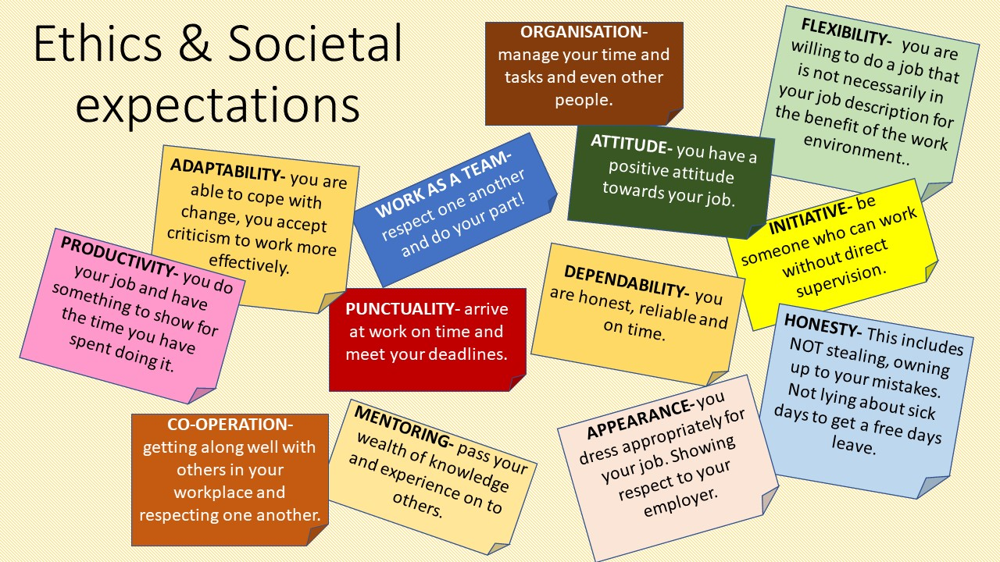 Ethics & Societal
expectations
ORGANISATION-
manage your time and
tasks and even other
people.
FLEXIBILITY- you are
willing to do a job that
is not necessarily in
your job description for
the benefit of the work
environment..
ADAPTABILITY- you are
able to cope with
change, you accept
criticism to work more
effectively.
WORK AS A TEAM-
respect one another
and do your part!
ATTITUDE- you have a
positive attitude
towards your job.
INITIATIVE- be
someone who can work
without direct
supervision.
PRODUCTIVITY- you do
your job and have
something to show for
the time you have
spent doing it.
PUNCTUALITY- arrive
at work on time and
meet your deadlines.
DEPENDABILITY- you
are honest, reliable and
on time.
HONESTY- This includes
NOT stealing, owning
up to your mistakes.
Not lying about sick
days to get a free days
leave.
CO-OPERATION-
getting along well with
others in your
workplace and
respecting one another.
MENTORING- pass your
wealth of knowledge
and experience on to
others.
APPEARANCE- you
dress appropriately for
your job. Showing
respect to your
employer.